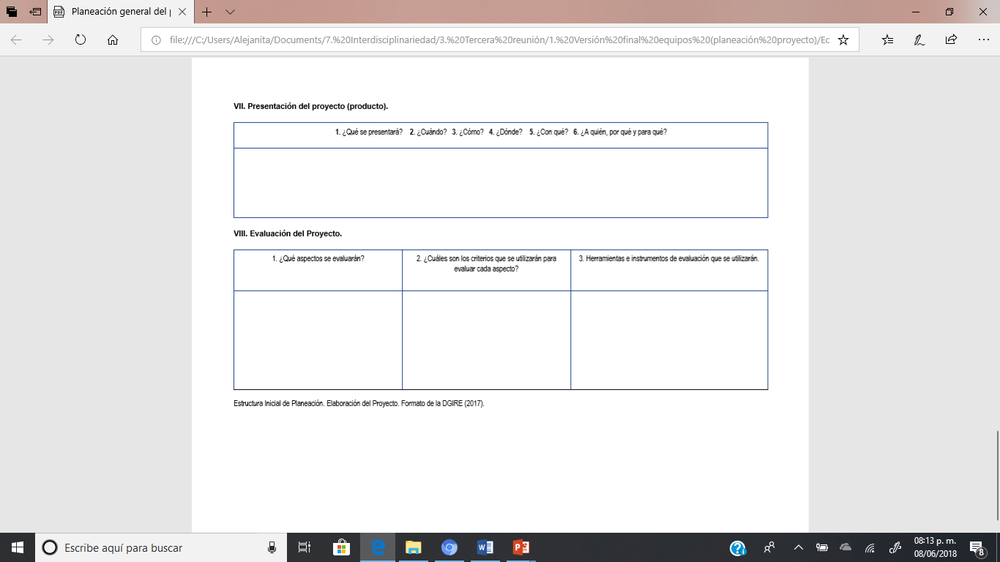 Planeación general del p
file:///C:/Users/Alejanita/Documents/7.%20Interdisciplinariedad/3.%20Tercera%20reunión/1.%20Versión%20final%20equipos%20(planeación%20proyecto)/Ec
VII. Presentación del proyecto (producto).
1. ¿Qué se presentará? 2. ¿Cuándo? 3. ¿Cómo? 4. ¿Dónde? 5. ¿Con qué? 6. ¿A quién, por qué y para qué?
VIII. Evaluación del Proyecto.
1. ¿Qué aspectos se evaluarán?
2. ¿Cuáles son los criterios que se utilizarán para
evaluar cada aspecto?
3. Herramientas e instrumentos de evaluación que se utilizarán.
Estructura Inicial de Planeación. Elaboración del Proyecto. Formato de la DGIRE (2017).
Escribe aquí para buscar
08:13 p. m.
08/06/2018
8